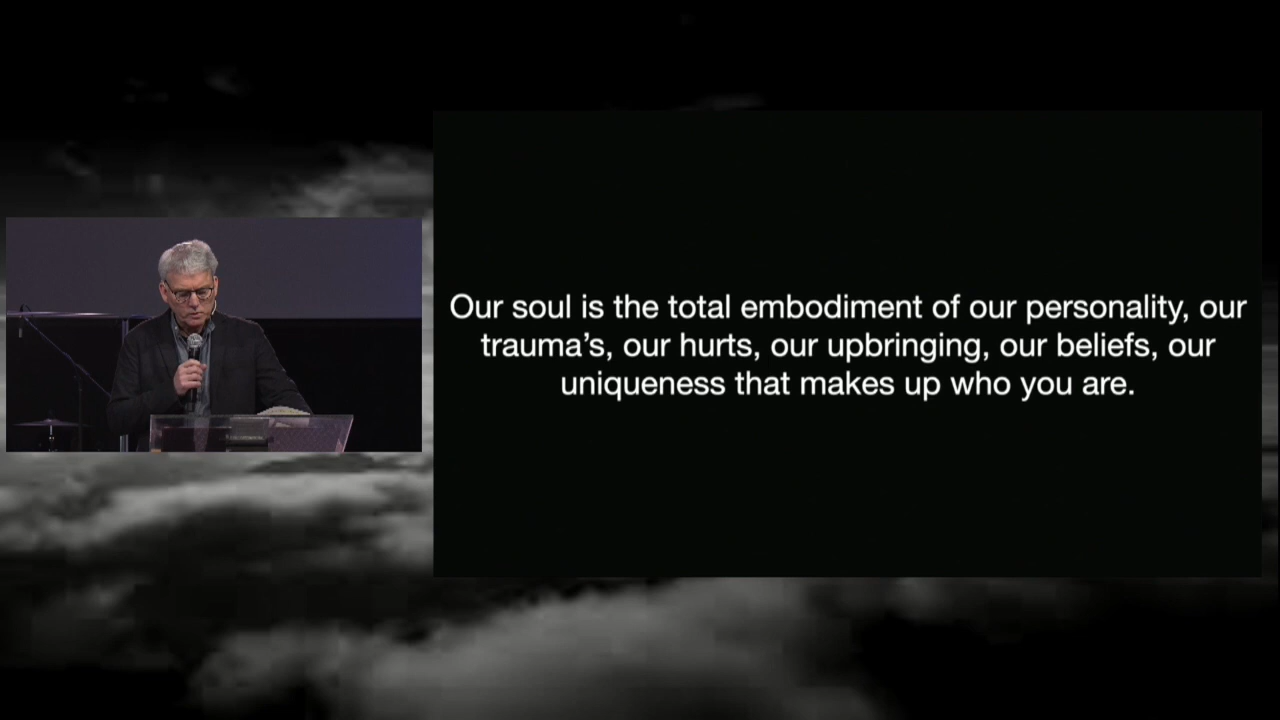 Our soul is the total embodiment of our personality, our
trauma’s, our hurts, our upbringing, our beliefs, our
uniqueness that makes up who you are.